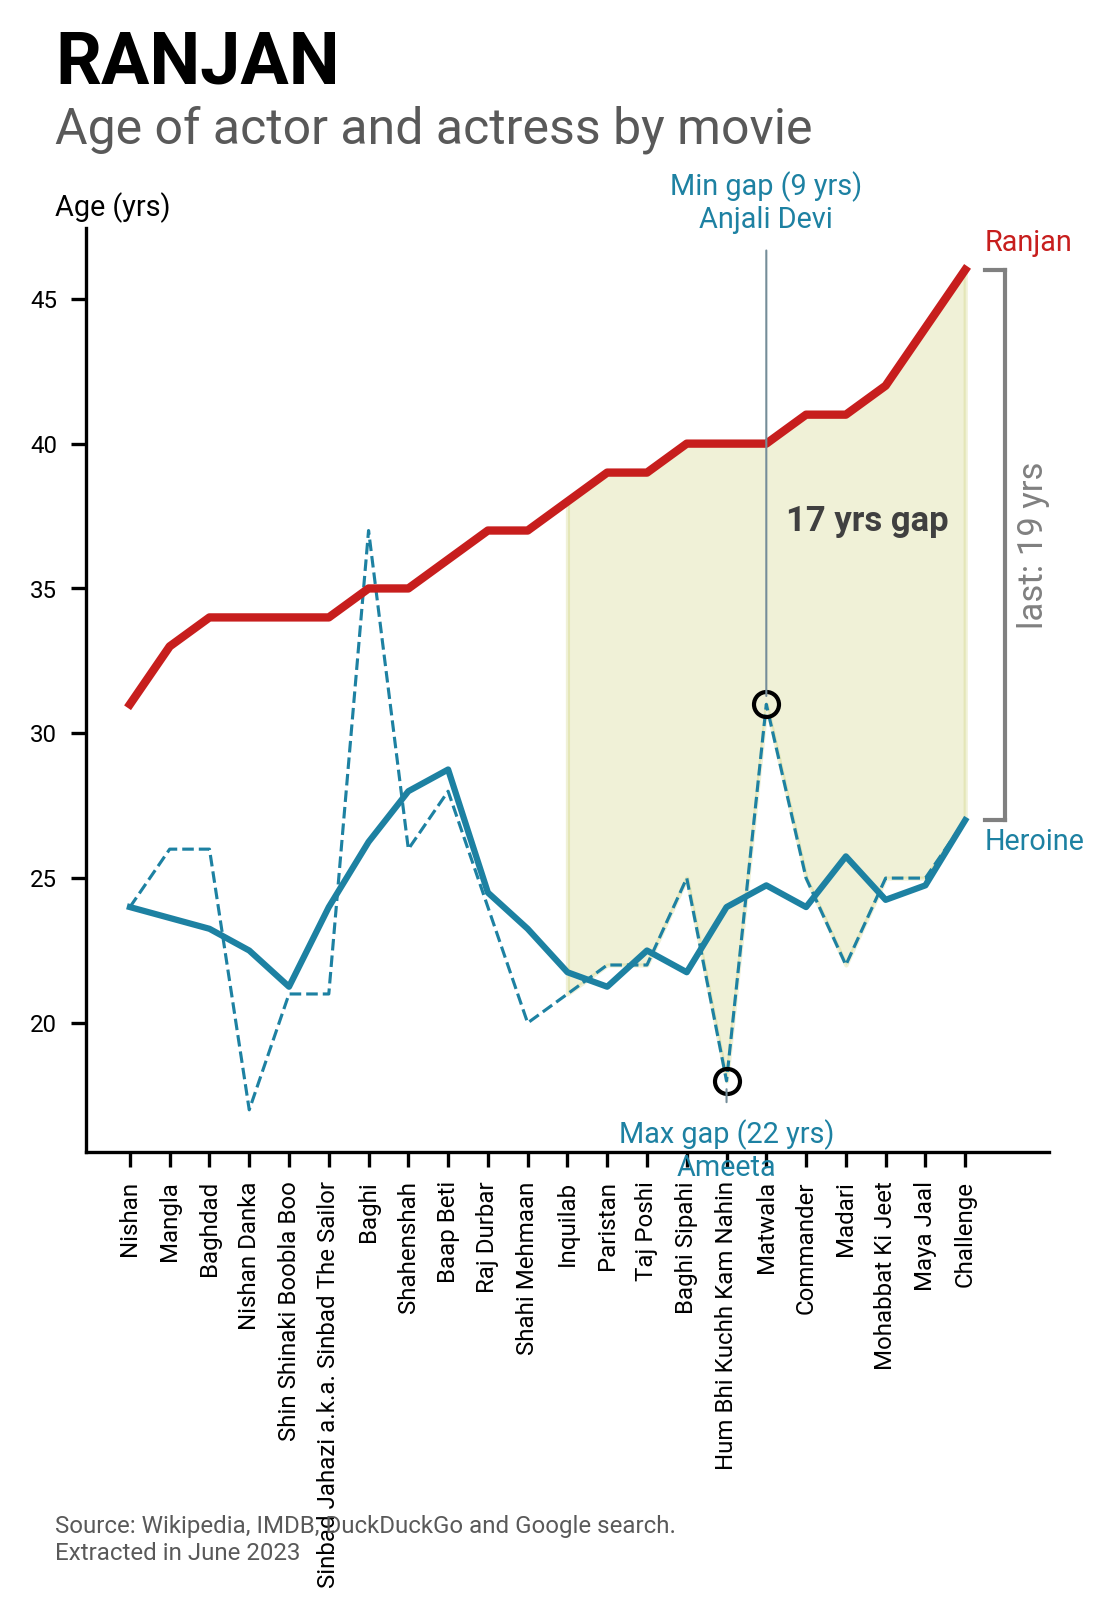 RANJAN
Age of actor and actress by movie
Min gap (9 yrs)
Anjali Devi
Age (yrs)
Ranjan
45
40
35
30
25
20
17 yrs gap
last: 19 yrs
Heroine
Max gap (22 yrs)
Ameeta
Nishan
Mangla
Baghdad
Nishan Danka
Shin Shinaki Boobla Boo
Sinbad Jahazi a.k.a. Sinbad The Sailor
Baghi
Shahenshah
Baap Beti
Raj Durbar
Shahi Mehmaan
Inquilab
Paristan
Taj Poshi
Baghi Sipahi
Hum Bhi Kuchh Kam Nahin
Matwala
Commander
Madari
Mohabbat Ki Jeet
Maya Jaal
Challenge
Source: Wikipedia, IMDB, DuckDuckGo and Google search.
Extracted in June 2023